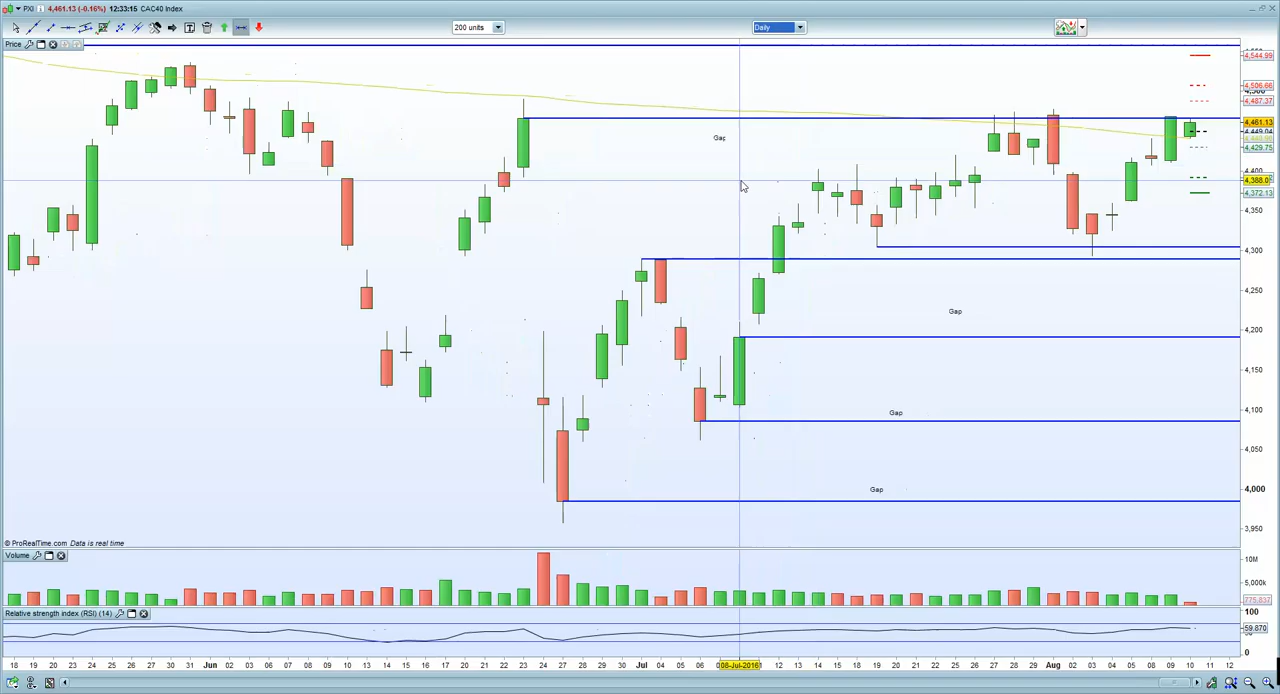 PXI 4,461.13 (-0.16%) 12:33:15 CAC40 Index
200 units
Daily
Price
4,544.99
4,506.66
4,487.37
4,461.13
4,449.04
4,429.75
4,400
4,388.0
4,372.13
4,350
4,300
4,250
4,200
4,150
4,100
4,050
4,000
3,950
Gap
Gap
Gap
Gap
© ProRealTime.com Data is real time
Volume
10M
5,000k
775,837
Relative strength index (RSI) (14)
100
59.870
0
18 19 20 23 24 25 26 27 30 31 Jun 02 03 06 07 08 09 10 13 14 15 16 17 20 21 22 23 24 27 28 29 30 Jul 04 05 06 08-Jul-2016 12 13 14 15 18 19 20 21 22 25 26 27 28 29 Aug 02 03 04 05 08 09 10 11 12